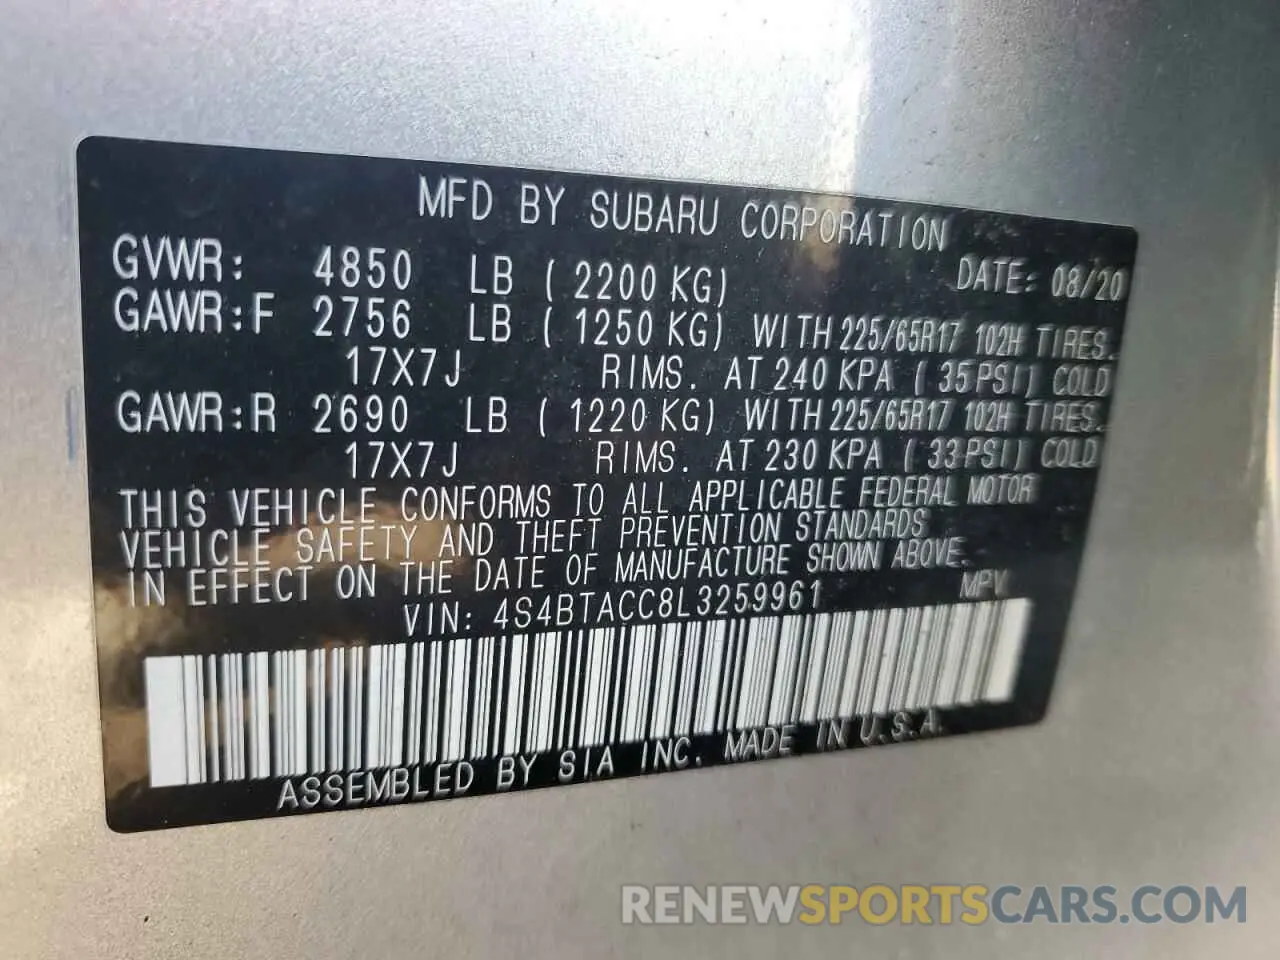 MFD BY SUBARU CORPORATION
GVWR: 4850 LB ( 2200 KG) DATE: 08/20
GAWR:F 2756 LB ( 1250 KG) WITH 225/65R17 102H TIRES.
17X7J RIMS. AT 240 KPA ( 35PSI) COLD
GAWR:R 2690 LB ( 1220 KG) WITH 225/65R17 102H TIRES.
17X7J RIMS. AT 230 KPA ( 33PSI) COLD
THIS VEHICLE CONFORMS TO ALL APPLICABLE FEDERAL MOTOR
VEHICLE SAFETY AND THEFT PREVENTION STANDARDS
IN EFFECT ON THE DATE OF MANUFACTURE SHOWN ABOVE.
VIN: 4S4BTACC8L3259961 MPV
ASSEMBLED BY SIA INC. MADE IN U.S.A.
RENEWSPORTSCARS.COM